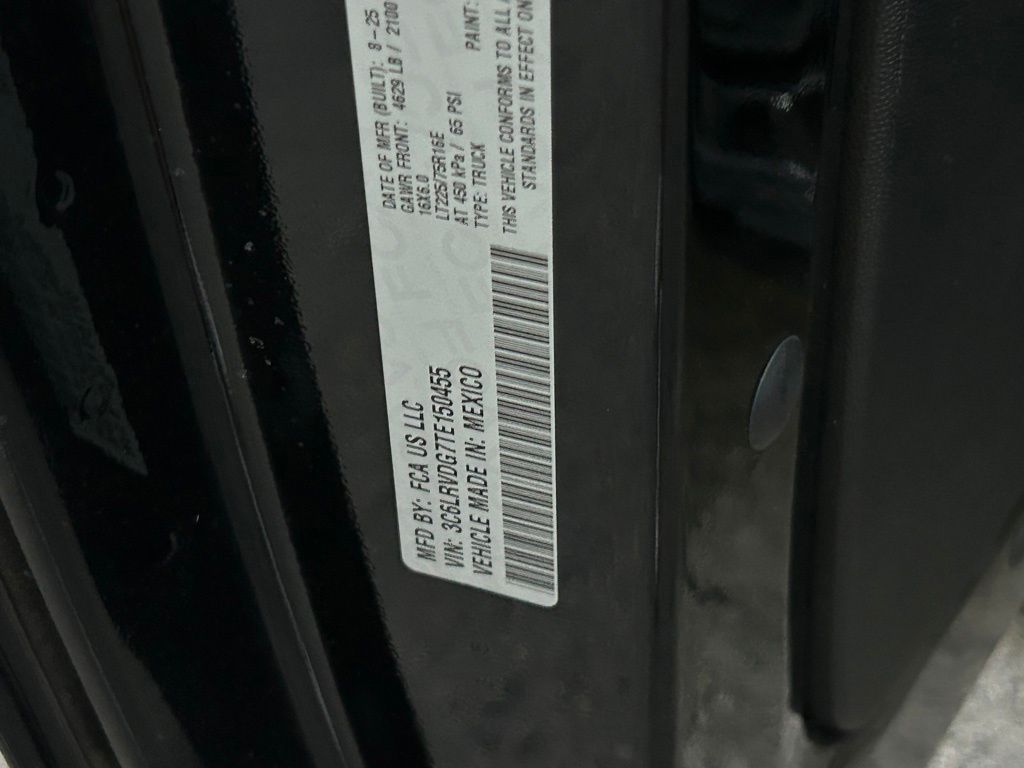 MFD BY: FCA US LLC
VIN: 3C6LRVDG7TE150455
VEHICLE MADE IN: MEXICO
DATE OF MFR (BUILT): 8-25
GAWR FRONT: 4629 LB / 2100
16X6.0
LT225/75R16E
AT 450 kPa / 65 PSI
TYPE: TRUCK PAINT:
THIS VEHICLE CONFORMS TO ALL
STANDARDS IN EFFECT ON